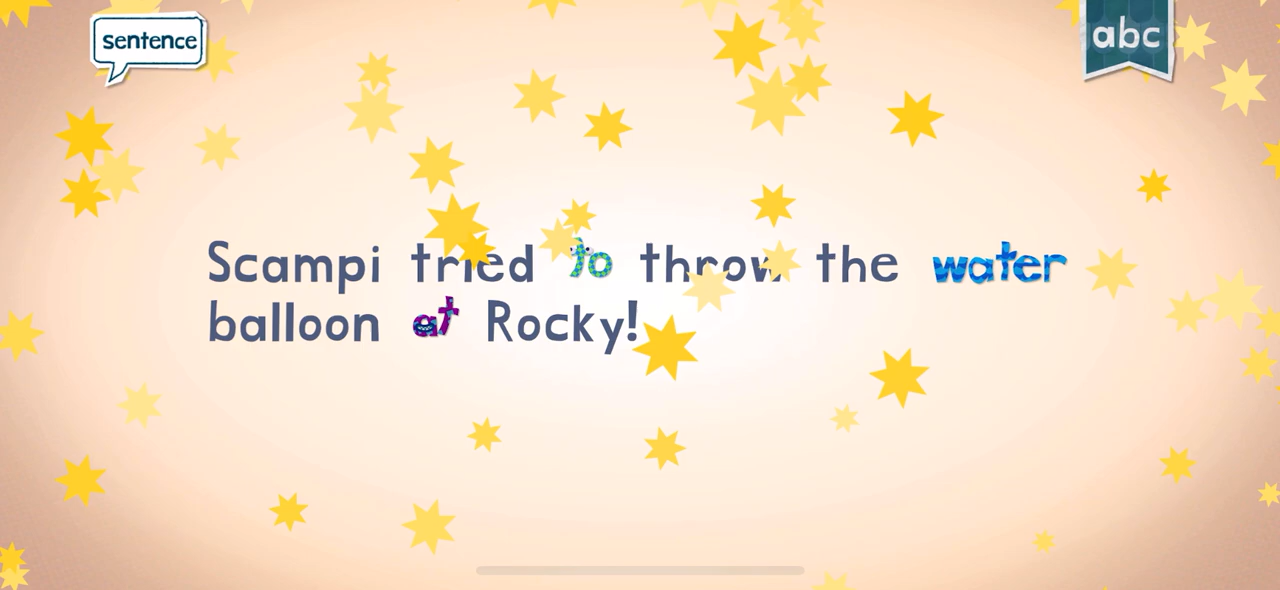 sentence
abc
Scampi tried to throw the water
balloon at Rocky!